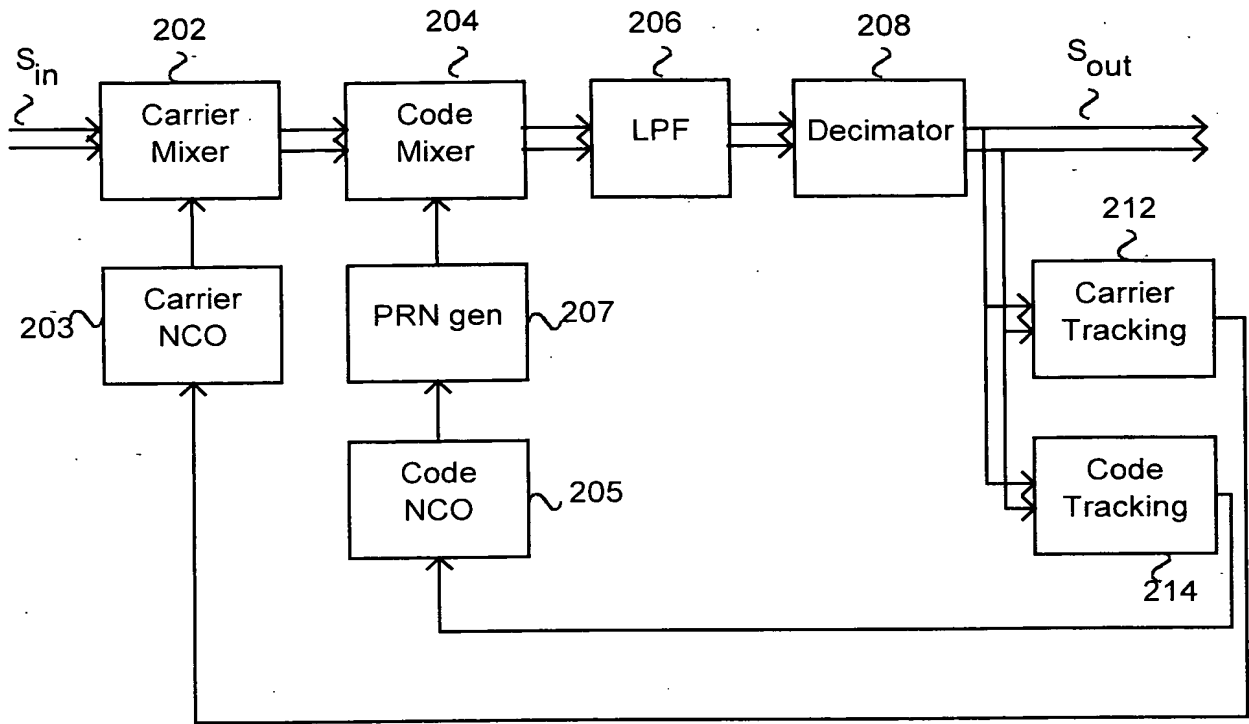 202
204
206
208
S_in
S_out
Carrier
Mixer
Code
Mixer
LPF
Decimator
212
203
Carrier
NCO
PRN gen
207
Carrier
Tracking
Code
NCO
205
Code
Tracking
214